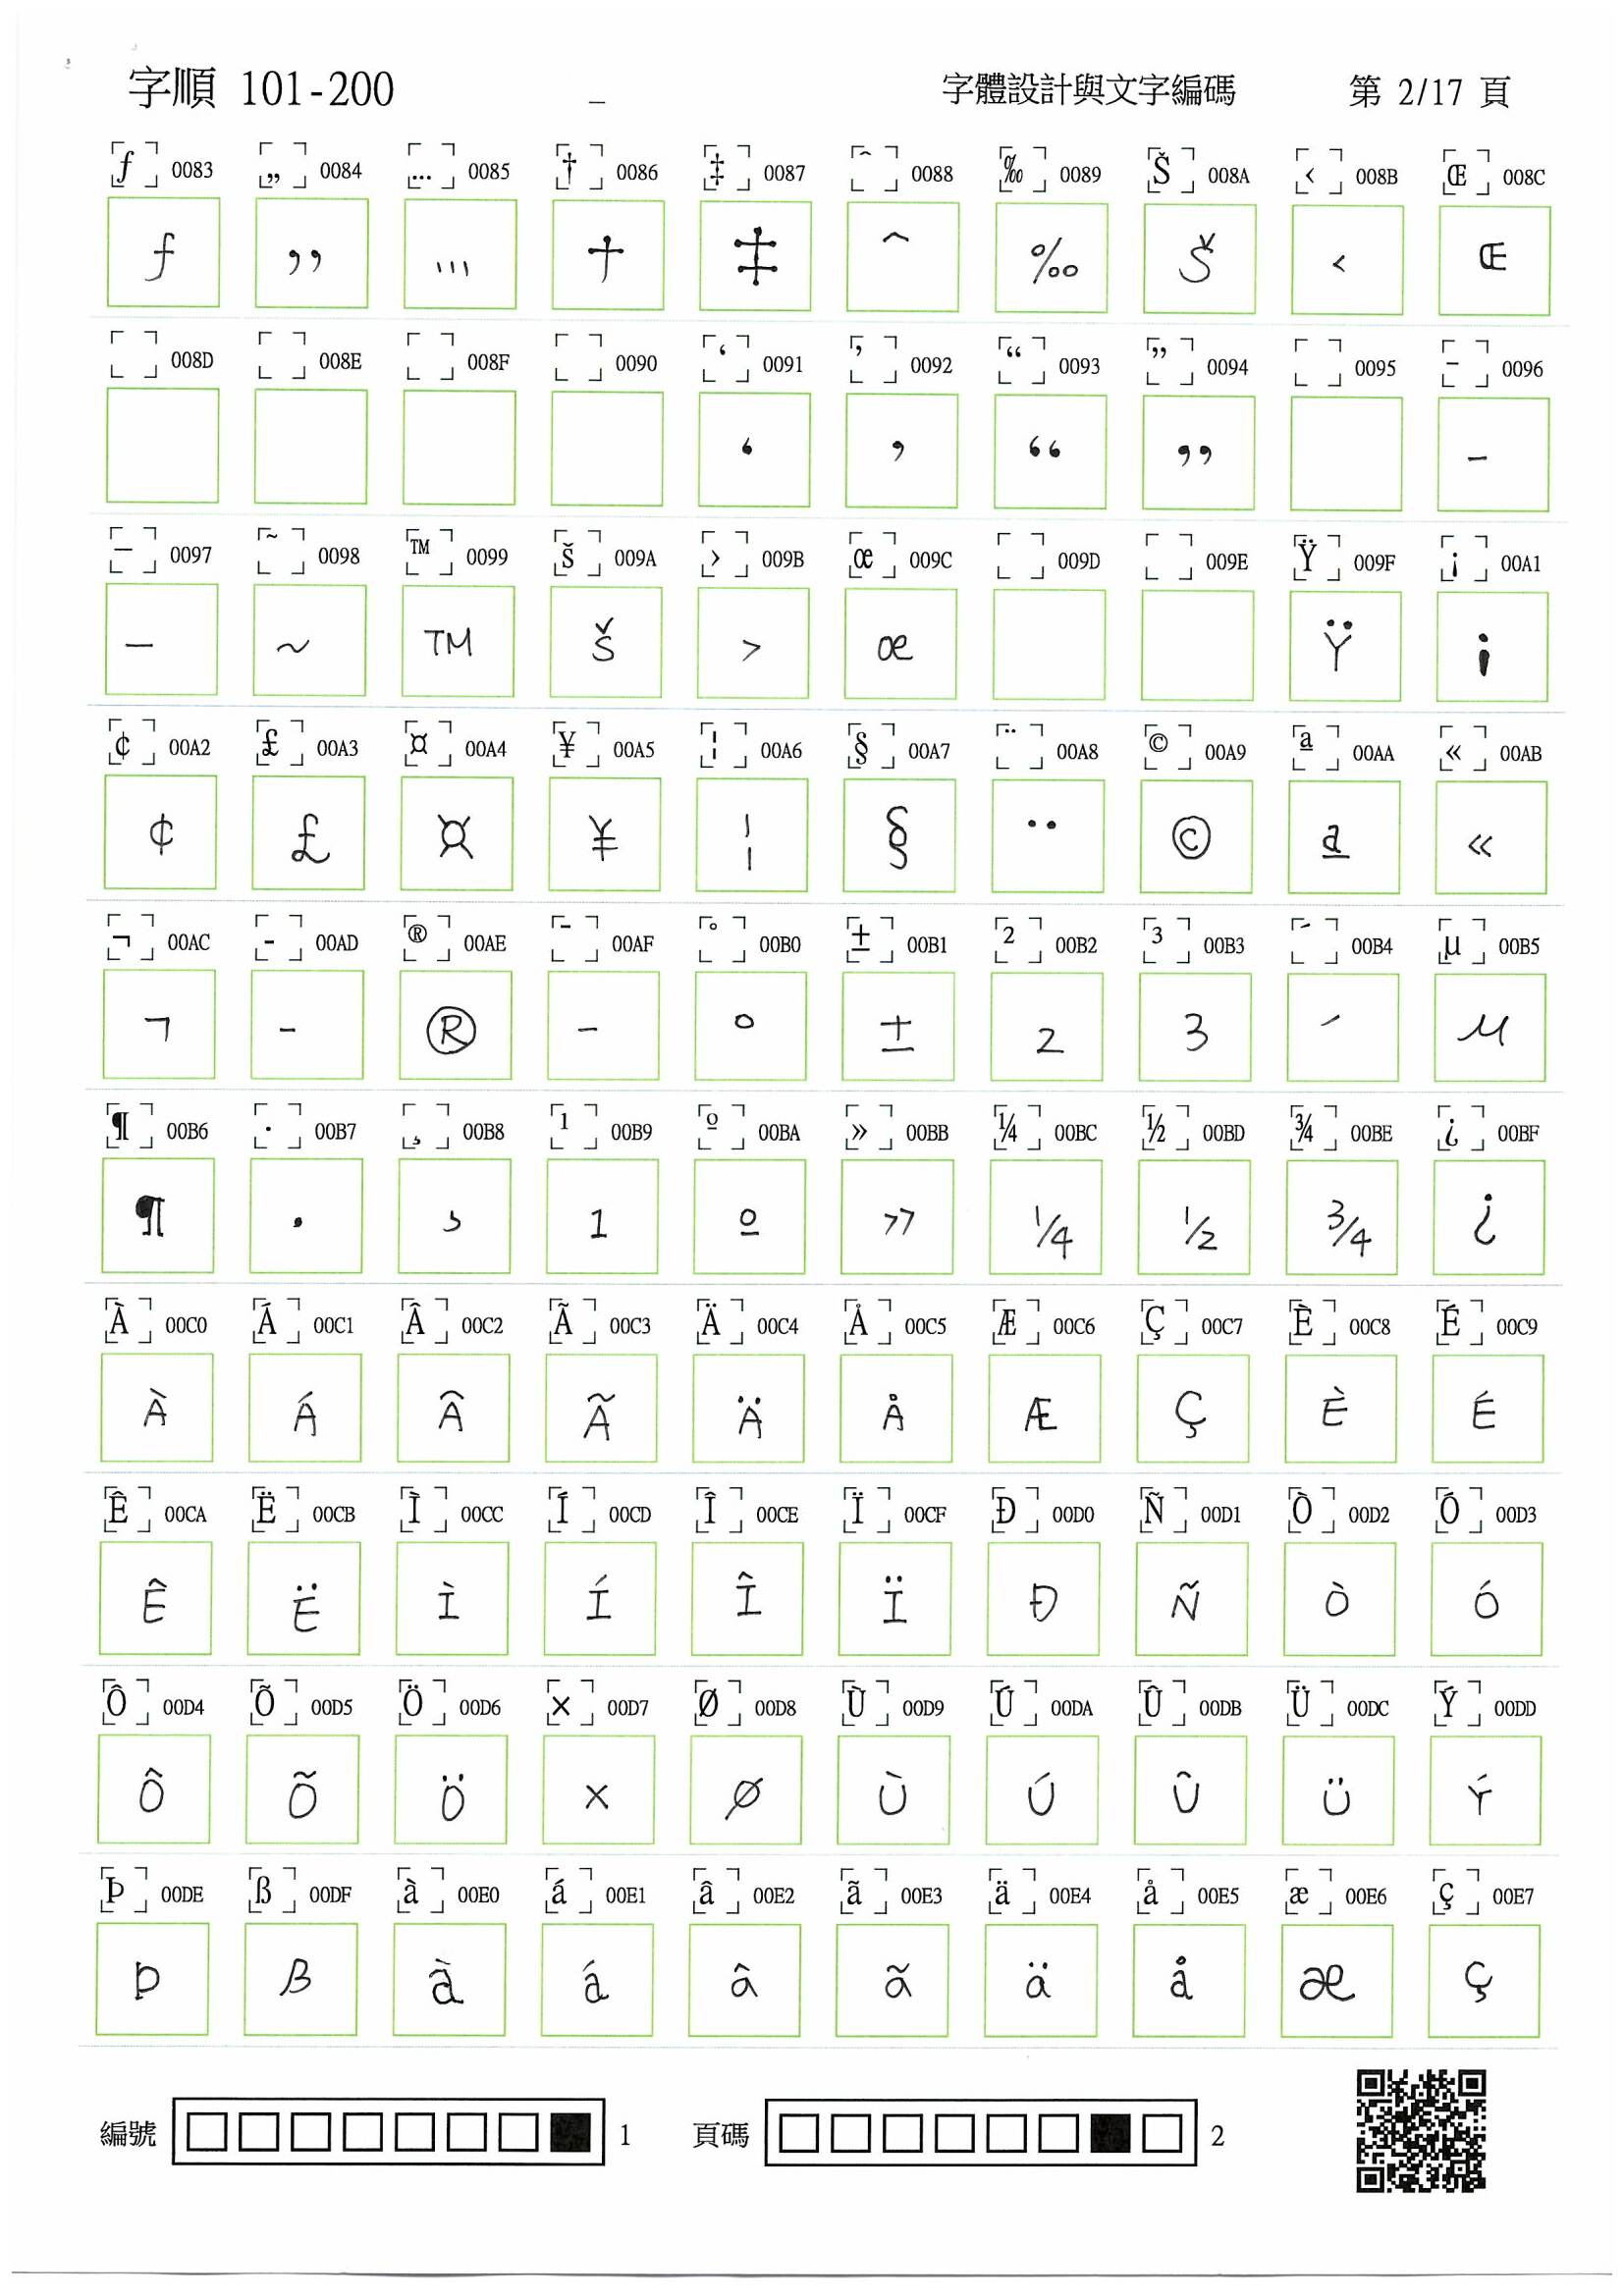 字順 101-200 字體設計與文字編碼 第 2/17 頁
ƒ 0083 „ 0084 … 0085 † 0086 ‡ 0087 ˆ 0088 ‰ 0089 Š 008A ‹ 008B Œ 008C
ƒ „ … † ‡ ˆ ‰ Š ‹ Œ
008D 008E 008F 0090 ‘ 0091 ’ 0092 “ 0093 ” 0094 0095 – 0096
‘ ’ “ ” –
— 0097 ˜ 0098 ™ 0099 š 009A › 009B œ 009C 009D 009E Ÿ 009F ¡ 00A1
— ~ TM š › œ Ÿ ¡
¢ 00A2 £ 00A3 ¤ 00A4 ¥ 00A5 ¦ 00A6 § 00A7 ¨ 00A8 © 00A9 ª 00AA « 00AB
¢ £ ¤ ¥ ¦ § ¨ © ª «
¬ 00AC - 00AD ® 00AE ¯ 00AF ° 00B0 ± 00B1 ² 00B2 ³ 00B3 ´ 00B4 µ 00B5
¬ - ® ¯ ° ± 2 3 ´ µ
¶ 00B6 · 00B7 ¸ 00B8 ¹ 00B9 º 00BA » 00BB ¼ 00BC ½ 00BD ¾ 00BE ¿ 00BF
¶ · ¸ 1 º » ¼ ½ ¾ ¿
À 00C0 Á 00C1 Â 00C2 Ã 00C3 Ä 00C4 Å 00C5 Æ 00C6 Ç 00C7 È 00C8 É 00C9
À Á Â Ã Ä Å Æ Ç È É
Ê 00CA Ë 00CB Ì 00CC Í 00CD Î 00CE Ï 00CF Ð 00D0 Ñ 00D1 Ò 00D2 Ó 00D3
Ê Ë Ì Í Î Ï Ð Ñ Ò Ó
Ô 00D4 Õ 00D5 Ö 00D6 × 00D7 Ø 00D8 Ù 00D9 Ú 00DA Û 00DB Ü 00DC Ý 00DD
Ô Õ Ö × Ø Ù Ú Û Ü Ý
Þ 00DE ß 00DF à 00E0 á 00E1 â 00E2 ã 00E3 ä 00E4 å 00E5 æ 00E6 ç 00E7
Þ ß à á â ã ä å æ ç
編號 1 頁碼 2